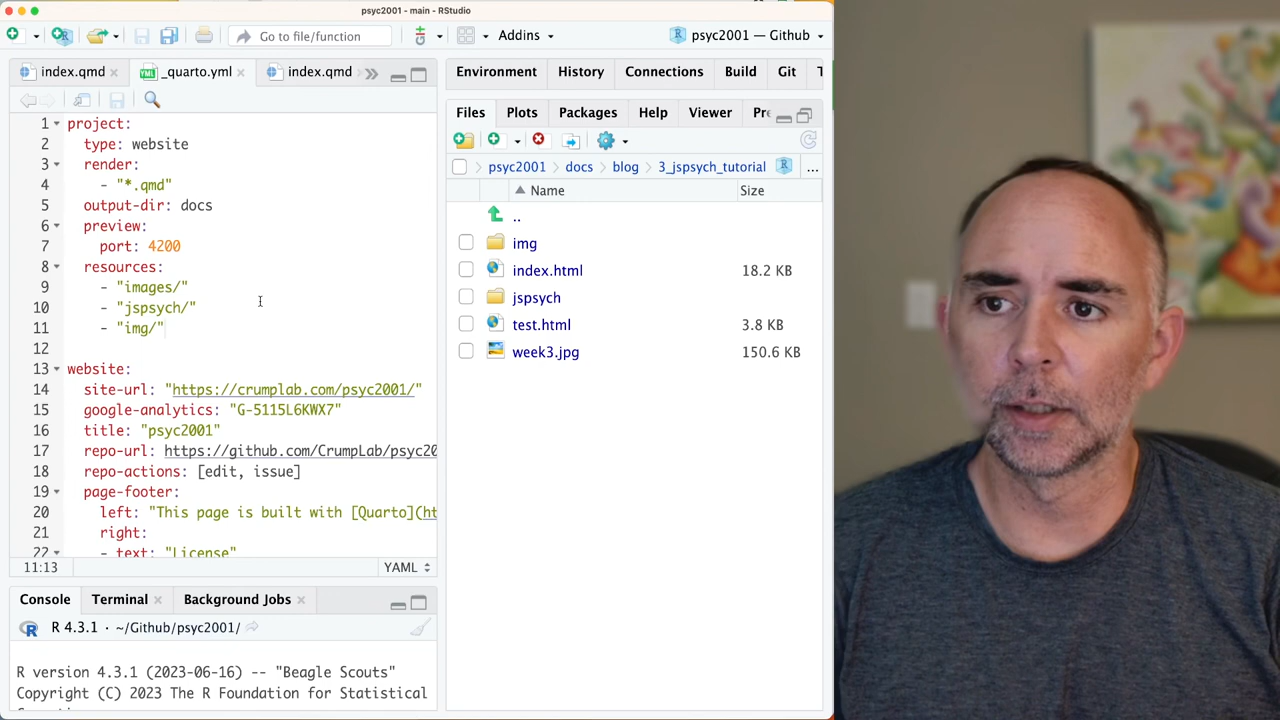 psyc2001 - main - RStudio
Go to file/function
Addins
psyc2001 — Github
index.qmd
_quarto.yml
index.qmd
1 project:
2 type: website
3 render:
4 - "*.qmd"
5 output-dir: docs
6 preview:
7 port: 4200
8 resources:
9 - "images/"
10 - "jspsych/"
11 - "img/"
12
13 website:
14 site-url: "https://crumplab.com/psyc2001/"
15 google-analytics: "G-5115L6KWX7"
16 title: "psyc2001"
17 repo-url: https://github.com/CrumpLab/psyc20
18 repo-actions: [edit, issue]
19 page-footer:
20 left: "This page is built with [Quarto](ht
21 right:
22 - text: "License"
11:13
YAML
Console
Terminal
Background Jobs
R 4.3.1 · ~/Github/psyc2001/
R version 4.3.1 (2023-06-16) -- "Beagle Scouts"
Copyright (C) 2023 The R Foundation for Statistical
Environment
History
Connections
Build
Git
T
Files
Plots
Packages
Help
Viewer
Pre
psyc2001
docs
blog
3_jspsych_tutorial
...
Name
Size
..
img
index.html 18.2 KB
jspsych
test.html 3.8 KB
week3.jpg 150.6 KB